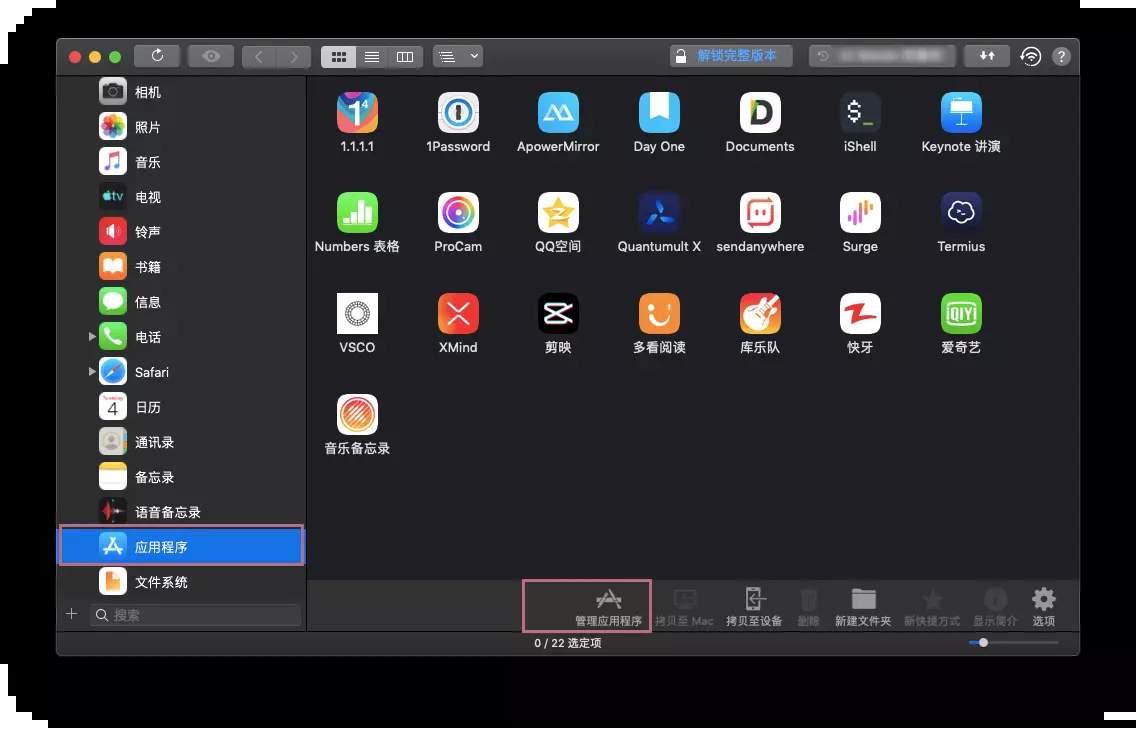 解锁完整版本
?
相机
照片
音乐
tv
电视
铃声
书籍
信息
电话
Safari
4
日历
通讯录
备忘录
语音备忘录
应用程序
文件系统
搜索
1⁴
1.1.1.1
1Password
ApowerMirror
Day One
D
Documents
$_
iShell
Keynote 讲演
Numbers 表格
ProCam
QQ空间
Quantumult X
sendanywhere
Surge
Termius
VSCO
XMind
剪映
多看阅读
库乐队
快牙
iQIYI
爱奇艺
音乐备忘录
管理应用程序
拷贝至 Mac
拷贝至设备
删除
新建文件夹
新快捷方式
显示简介
选项
0 / 22 选定项